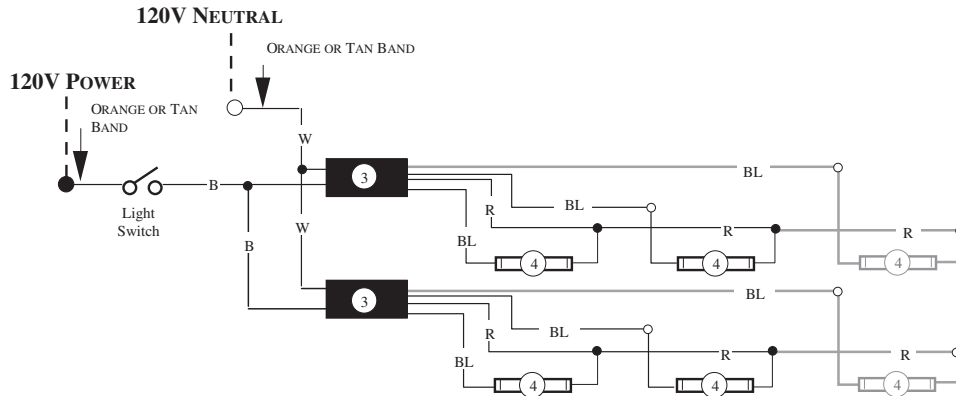 120V NEUTRAL
ORANGE OR TAN BAND
120V POWER
ORANGE OR TAN
BAND
W
3
BL
B
R
BL
R
R
Light
Switch
W
BL
B
4
4
4
3
BL
R
BL
R
R
BL
4
4
4